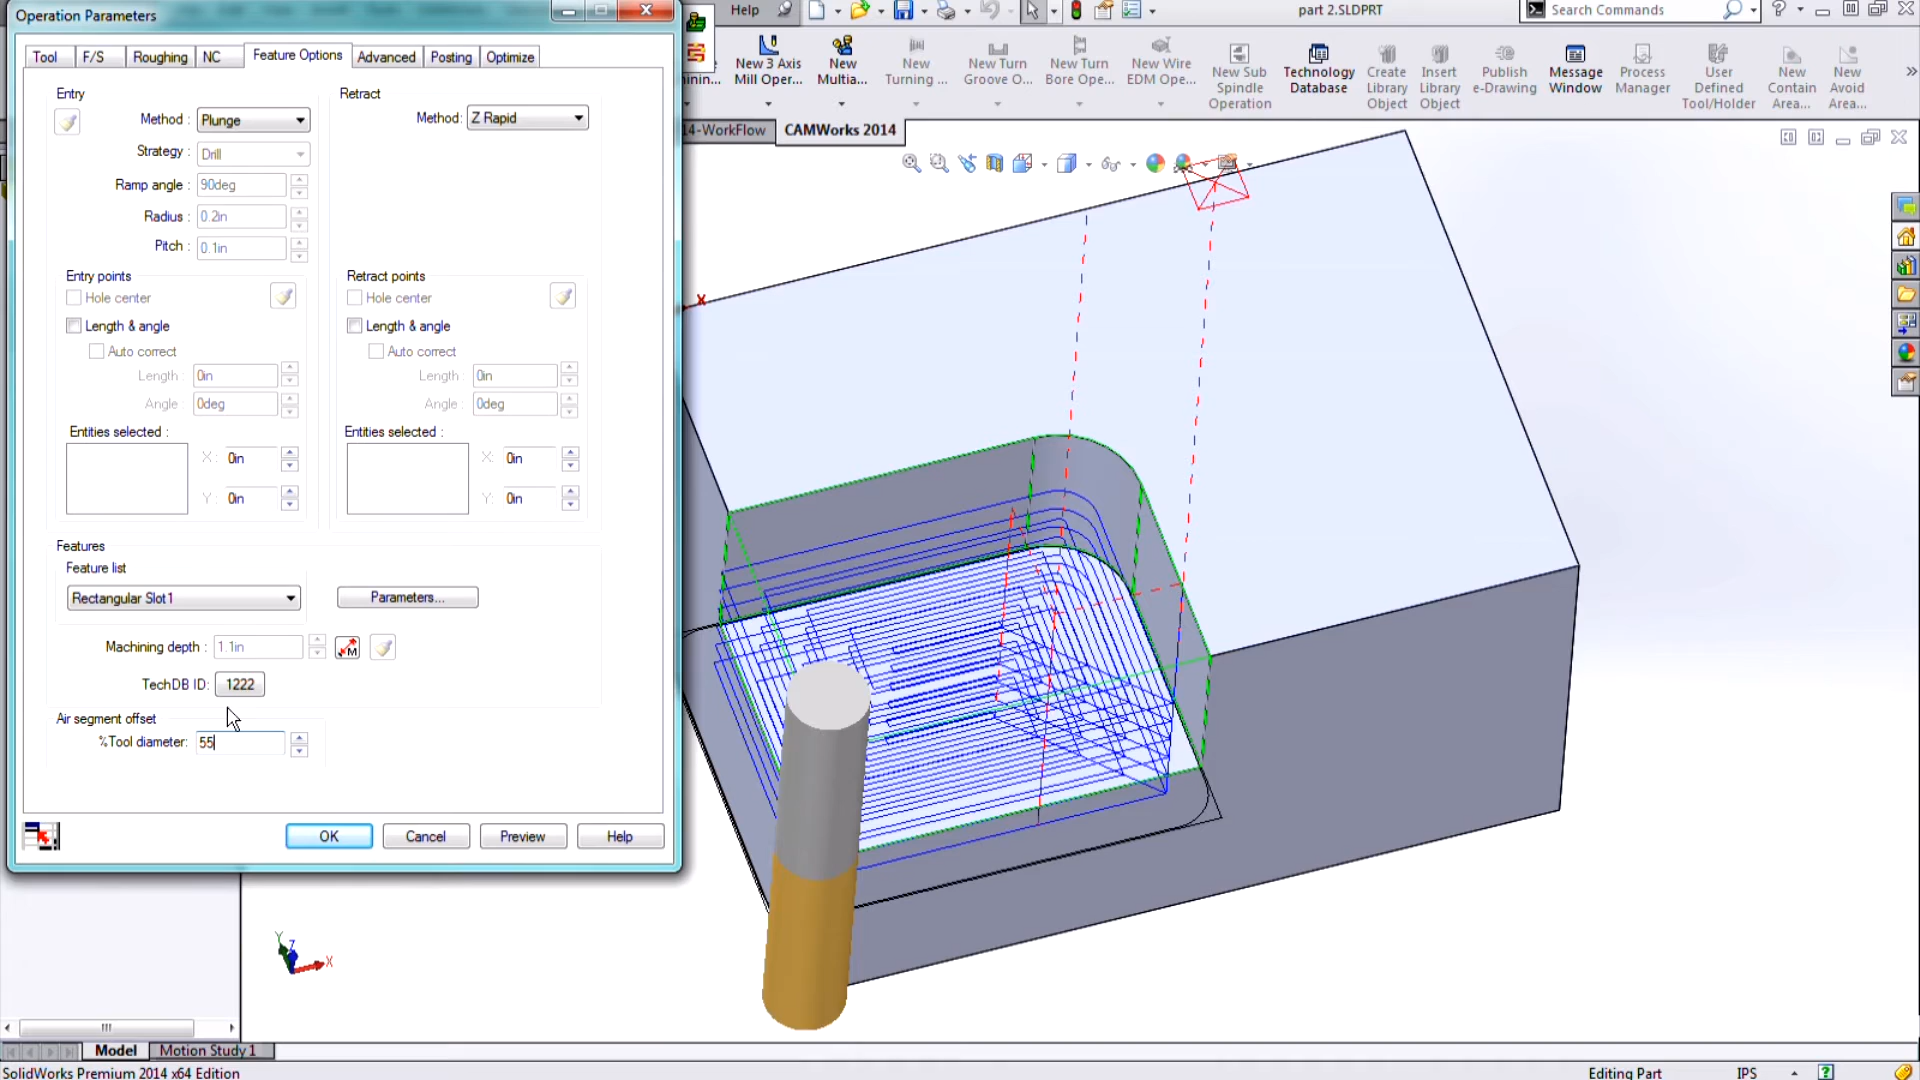 Operation Parameters
Tool
F/S
Roughing
NC
Feature Options
Advanced
Posting
Optimize
Entry
Method :
Plunge
Strategy :
Drill
Ramp angle :
90deg
Radius :
0.2in
Pitch :
0.1in
Retract
Method:
Z Rapid
Entry points
Hole center
Length & angle
Auto correct
Length :
0in
Angle :
0deg
Entities selected :
X :
0in
Y :
0in
Retract points
Hole center
Length & angle
Auto correct
Length :
0in
Angle :
0deg
Entities selected :
X:
0in
Y:
0in
Features
Feature list
Rectangular Slot1
Parameters...
Machining depth :
1.1in
M
TechDB ID:
1222
Air segment offset
%Tool diameter:
55
OK
Cancel
Preview
Help
Help
part 2.SLDPRT
Search Commands
New 3 Axis
Mill Oper...
New
Multia...
New
Turning ...
New Turn
Groove O...
New Turn
Bore Ope...
New Wire
EDM Ope...
New Sub
Spindle
Operation
Technology
Database
Create
Library
Object
Insert
Library
Object
Publish
e-Drawing
Message
Window
Process
Manager
User
Defined
Tool/Holder
New
Contain
Area...
New
Avoid
Area...
14-WorkFlow
CAMWorks 2014
X
Y
Z
X
Model
Motion Study 1
SolidWorks Premium 2014 x64 Edition
Editing Part
IPS